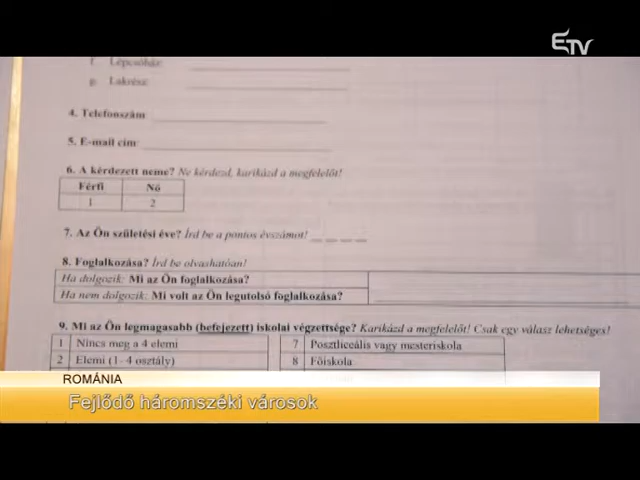 ETV
f. Lépcsőház:
g. Lakrész:
4. Telefonszám
5. E-mail cím
6. A kérdezett neme? Ne kérdezd, karikázd a megfelelőt!
Férfi Nő
1 2
7. Az Ön születési éve? Írd be a pontos évszámot!
8. Foglalkozása? Írd be olvashatóan!
Ha dolgozik: Mi az Ön foglalkozása?
Ha nem dolgozik: Mi volt az Ön legutolsó foglalkozása?
9. Mi az Ön legmagasabb (befejezett) iskolai végzettsége? Karikázd a megfelelőt! Csak egy válasz lehetséges!
1 Nincs meg a 4 elemi 7 Posztliceális vagy mesteriskola
2 Elemi (1-4 osztály) 8 Főiskola
ROMÁNIA
Fejlődő háromszéki városok